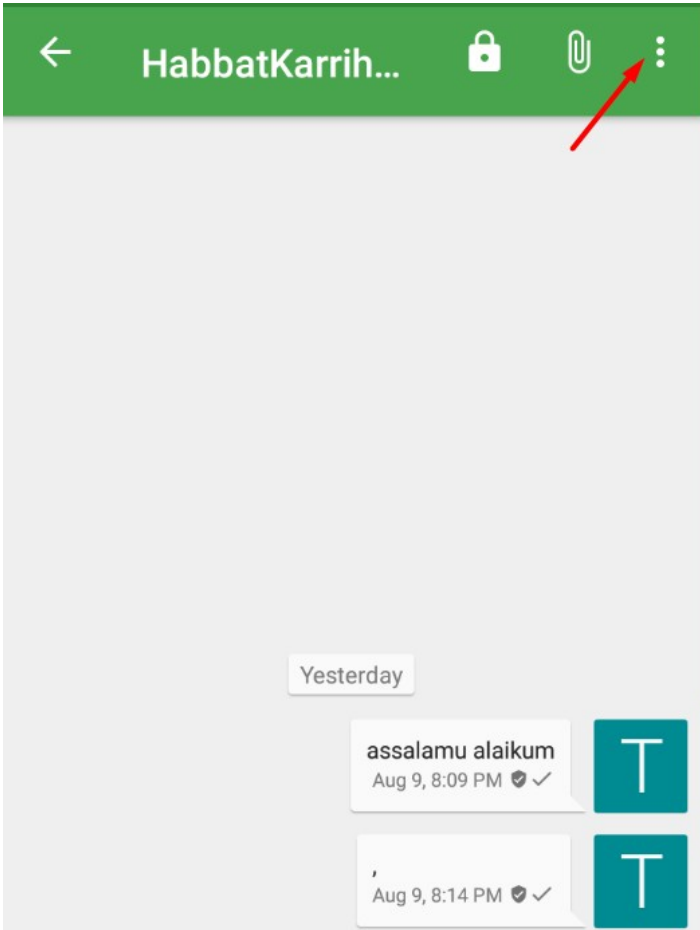 HabbatKarrih...
Yesterday
assalamu alaikum
Aug 9, 8:09 PM
T
,
Aug 9, 8:14 PM
T